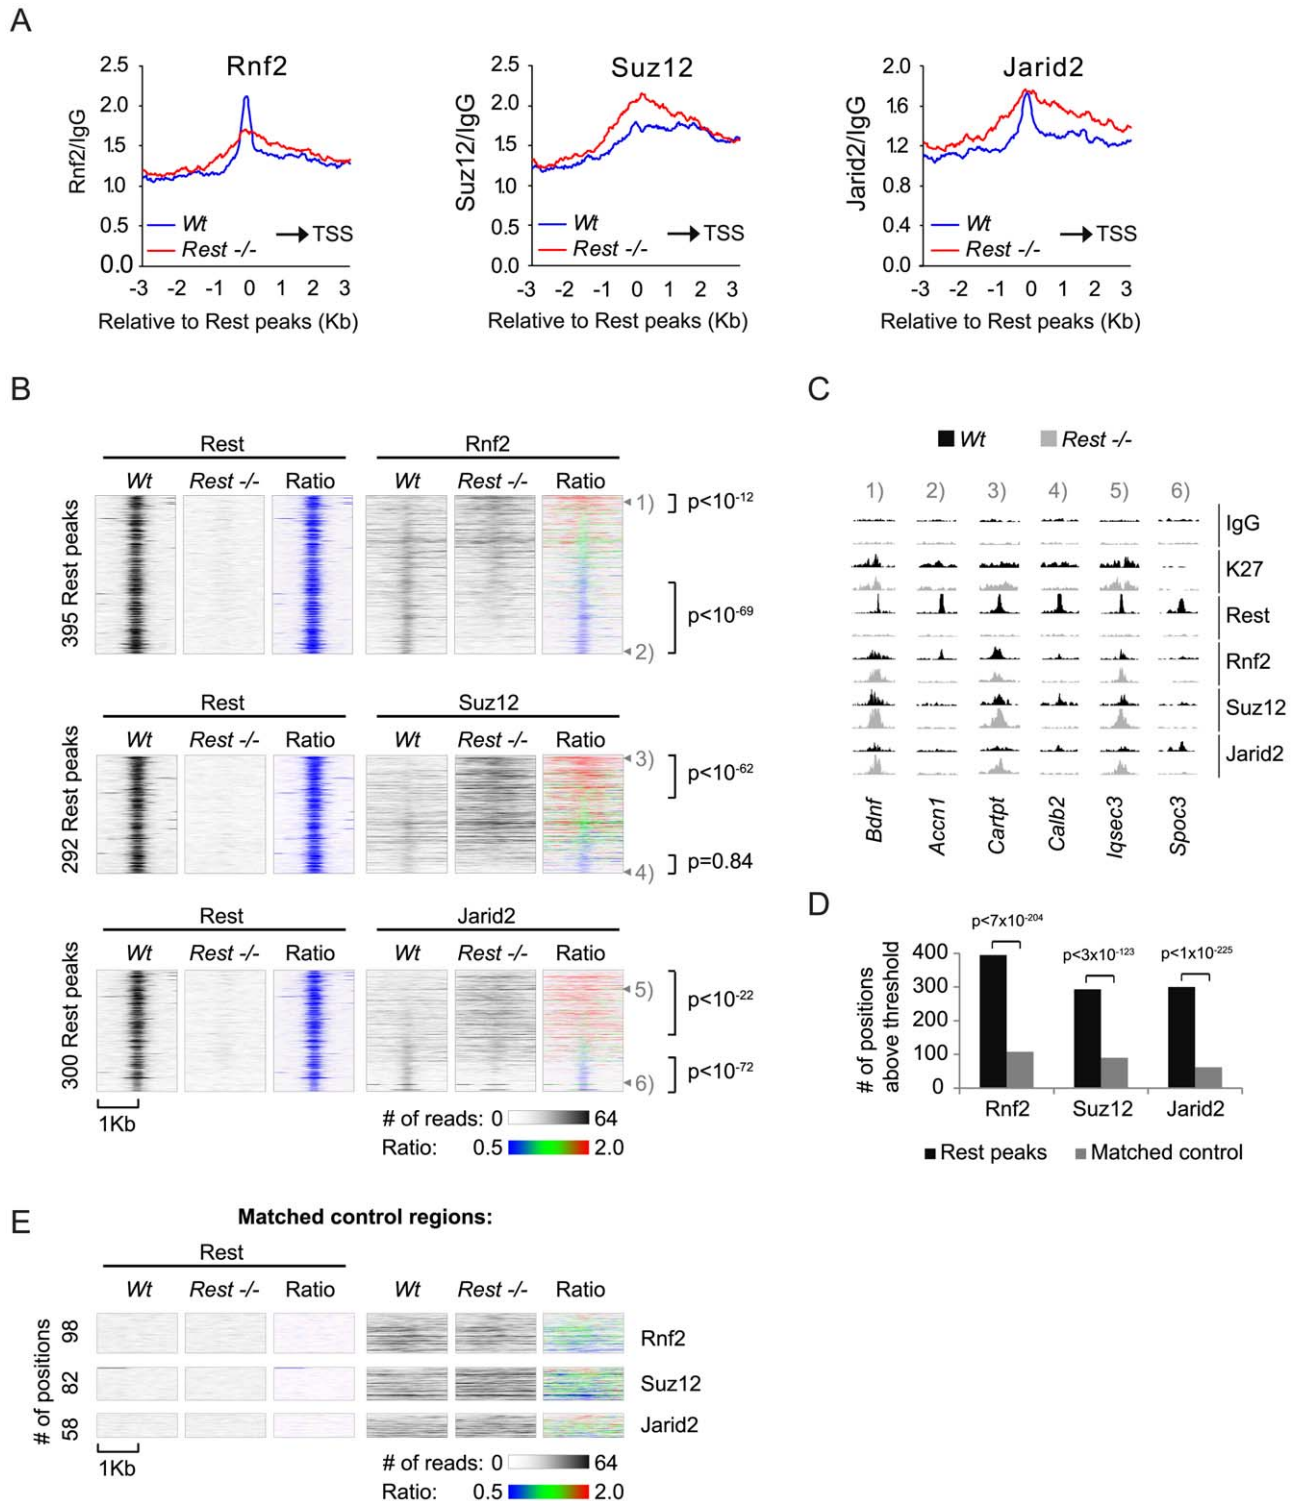 A
Rnf2
Rnf2/IgG
2.5
2.0
1.5
1.0
0.5
0.0
Wt
Rest -/-
TSS
-3 -2 -1 0 1 2 3
Relative to Rest peaks (Kb)
Suz12
Suz12/IgG
2.5
2.0
1.5
1.0
0.5
0.0
Wt
Rest -/-
TSS
-3 -2 -1 0 1 2 3
Relative to Rest peaks (Kb)
Jarid2
Jarid2/IgG
2.0
16
12
0.8
0.4
0.0
Wt
Rest -/-
TSS
-3 -2 -1 0 1 2 3
Relative to Rest peaks (Kb)
B
Rest Rnf2
Wt Rest -/- Ratio Wt Rest -/- Ratio
395 Rest peaks
1) p<10⁻¹²
p<10⁻⁶⁹
2)
Rest Suz12
Wt Rest -/- Ratio Wt Rest -/- Ratio
292 Rest peaks
3) p<10⁻⁶²
p=0.84
4)
Rest Jarid2
Wt Rest -/- Ratio Wt Rest -/- Ratio
300 Rest peaks
5) p<10⁻²²
p<10⁻⁷²
6)
1Kb
# of reads: 0 64
Ratio: 0.5 2.0
C
Wt Rest -/-
1) 2) 3) 4) 5) 6)
IgG
K27
Rest
Rnf2
Suz12
Jarid2
Bdnf
Accn1
Cartpt
Calb2
Iqsec3
Spoc3
D
# of positions
above threshold
400
300
200
100
0
p<7x10⁻²⁰⁴
p<3x10⁻¹²³
p<1x10⁻²²⁵
Rnf2 Suz12 Jarid2
Rest peaks Matched control
E
Matched control regions:
Rest
Wt Rest -/- Ratio Wt Rest -/- Ratio
# of positions
98
Rnf2
82
Suz12
58
Jarid2
1Kb
# of reads: 0 64
Ratio: 0.5 2.0